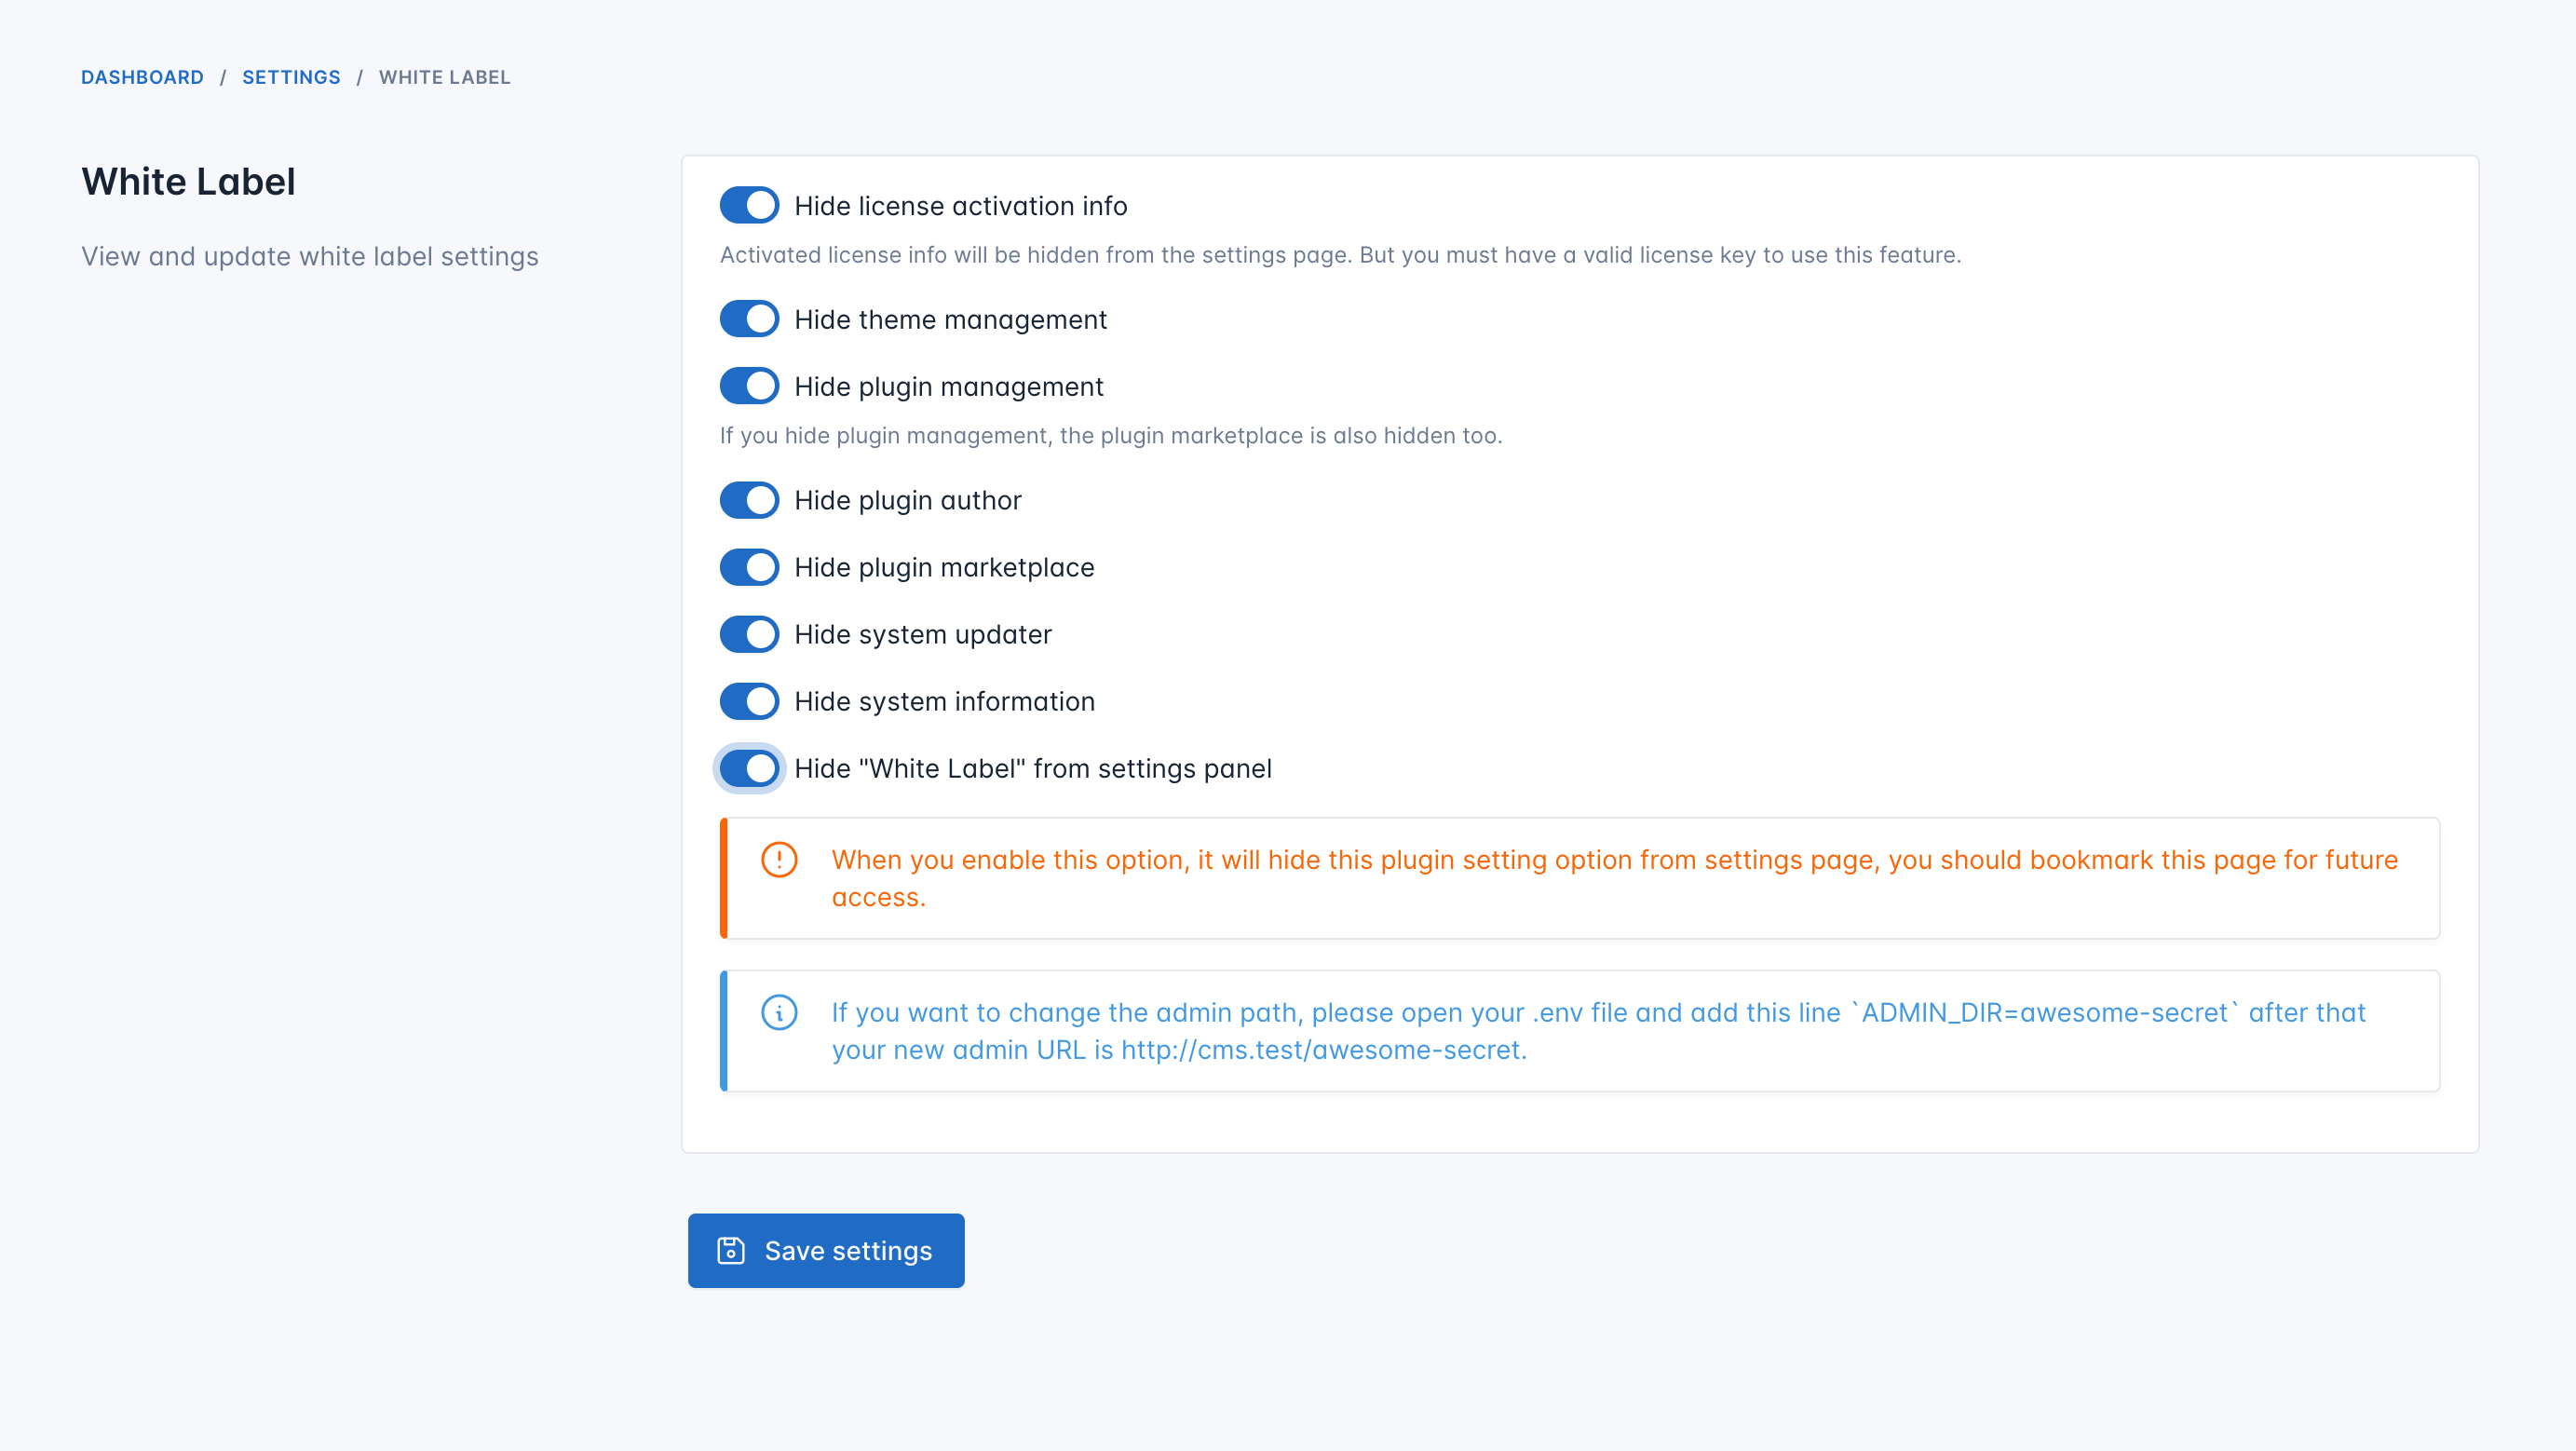 DASHBOARD / SETTINGS / WHITE LABEL
White Label
View and update white label settings
Hide license activation info
Activated license info will be hidden from the settings page. But you must have a valid license key to use this feature.
Hide theme management
Hide plugin management
If you hide plugin management, the plugin marketplace is also hidden too.
Hide plugin author
Hide plugin marketplace
Hide system updater
Hide system information
Hide "White Label" from settings panel
When you enable this option, it will hide this plugin setting option from settings page, you should bookmark this page for future
access.
If you want to change the admin path, please open your .env file and add this line `ADMIN_DIR=awesome-secret` after that
your new admin URL is http://cms.test/awesome-secret.
Save settings